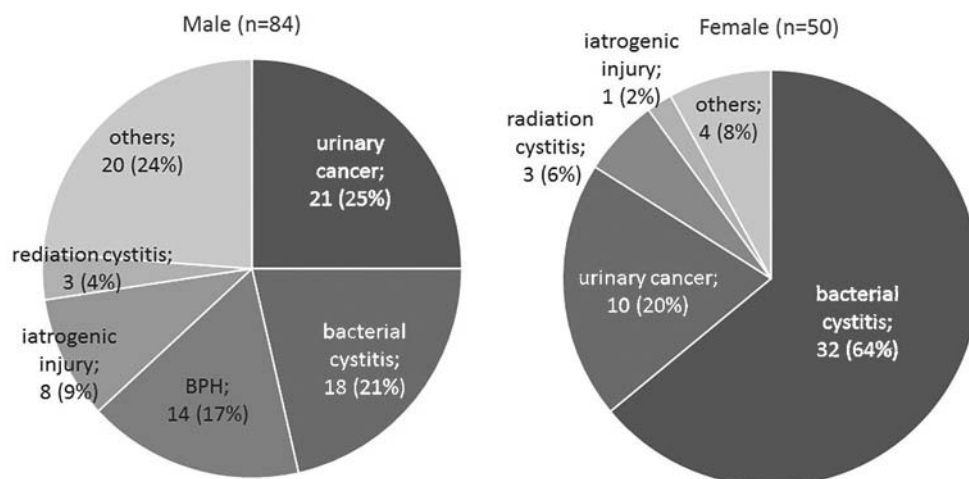 Male (n=84)
urinary
cancer;
21 (25%)
bacterial
cystitis;
18 (21%)
BPH;
14 (17%)
iatrogenic
injury;
8 (9%)
rediation cystitis;
3 (4%)
others;
20 (24%)
Female (n=50)
bacterial
cystitis;
32 (64%)
urinary cancer;
10 (20%)
radiation
cystitis;
3 (6%)
iatrogenic
injury;
1 (2%)
others;
4 (8%)